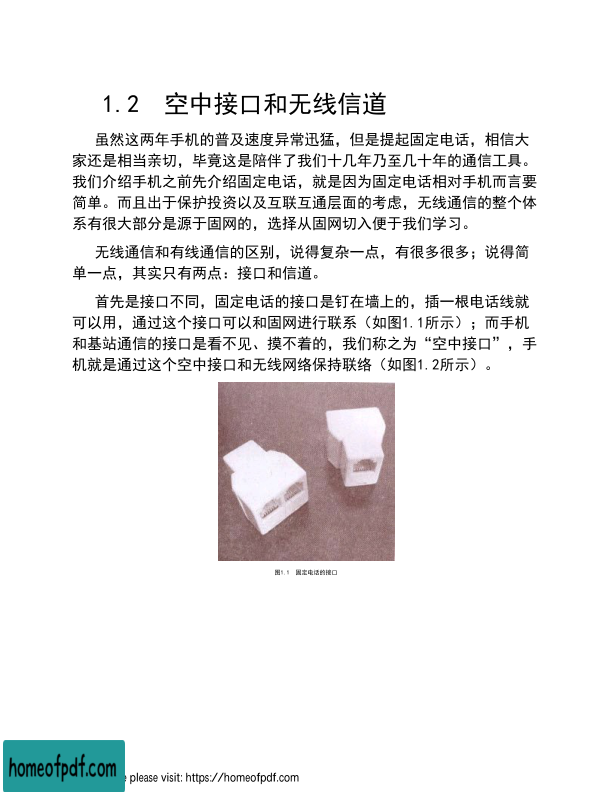 1.2 空中接口和无线信道
虽然这两年手机的普及速度异常迅猛，但是提起固定电话，相信大
家还是相当亲切，毕竟这是陪伴了我们十几年乃至几十年的通信工具。
我们介绍手机之前先介绍固定电话，就是因为固定电话相对手机而言要
简单。而且出于保护投资以及互联互通层面的考虑，无线通信的整个体
系有很大部分是源于固网的，选择从固网切入便于我们学习。
无线通信和有线通信的区别，说得复杂一点，有很多很多；说得简
单一点，其实只有两点：接口和信道。
首先是接口不同，固定电话的接口是钉在墙上的，插一根电话线就
可以用，通过这个接口可以和固网进行联系（如图1.1所示）；而手机
和基站通信的接口是看不见、摸不着的，我们称之为“空中接口”，手
机就是通过这个空中接口和无线网络保持联络（如图1.2所示）。
图1.1 固定电话的接口
homeofpdf.com
please visit: https://homeofpdf.com